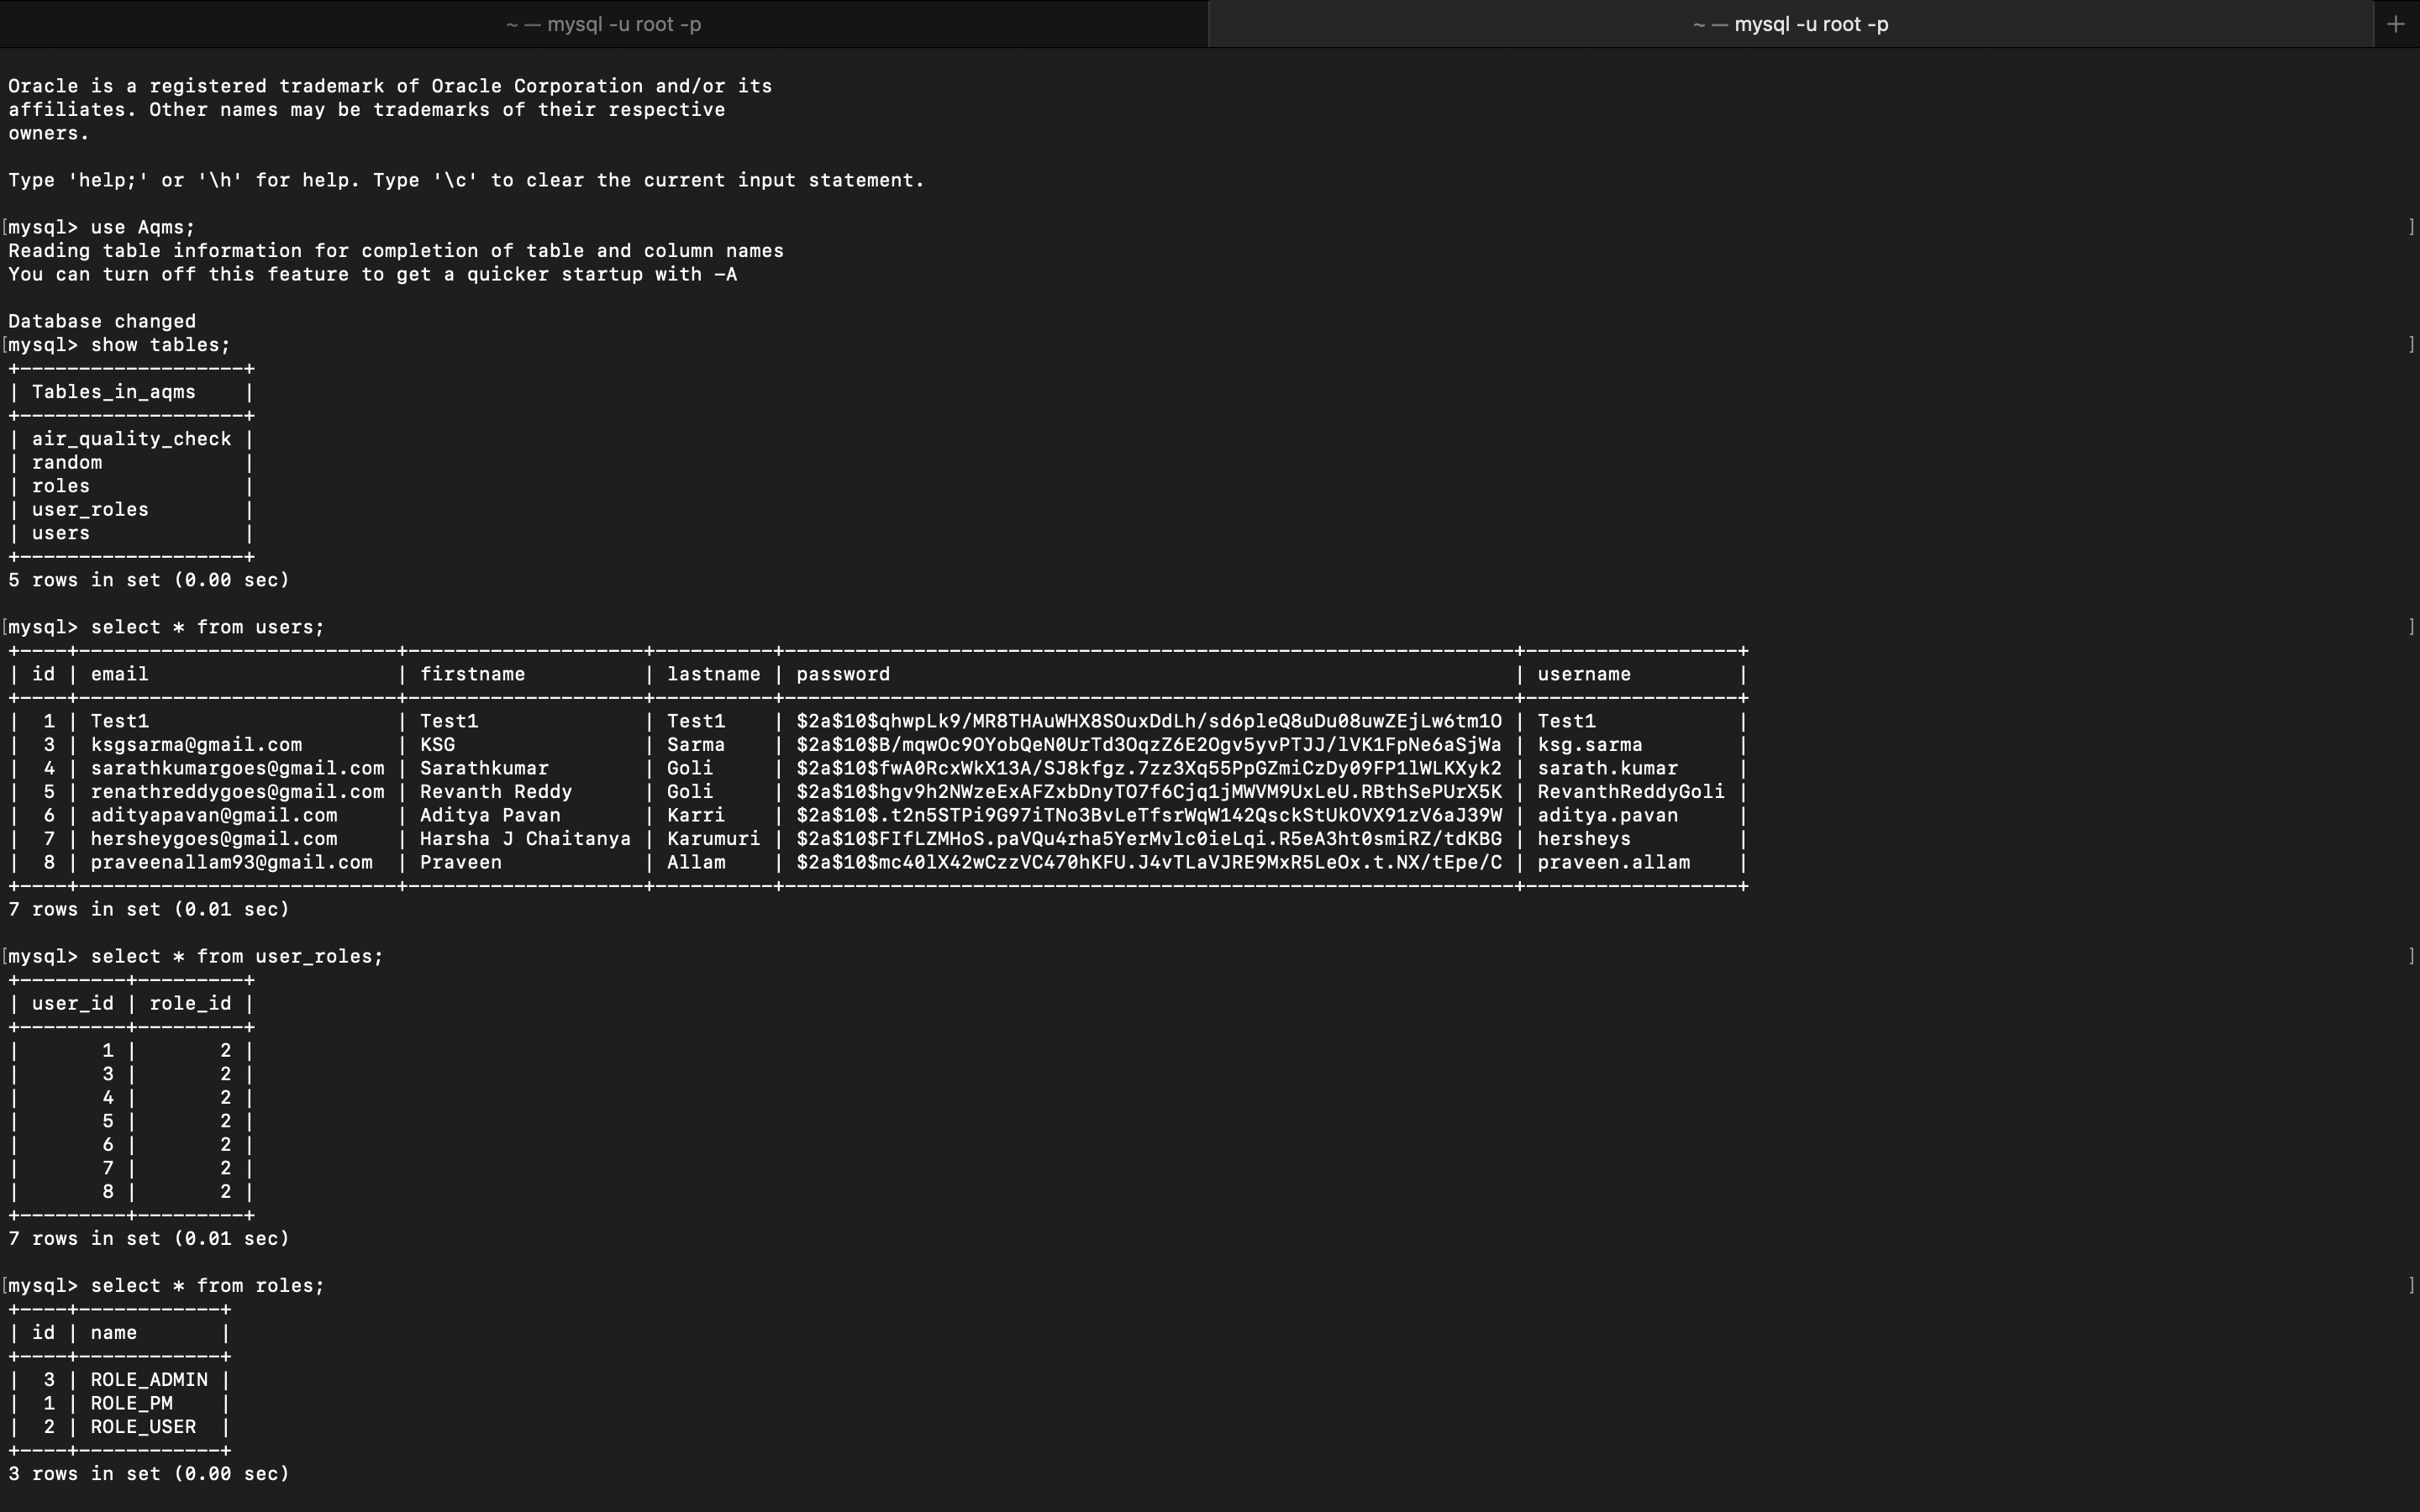 ~ — mysql -u root -p
~ — mysql -u root -p
+
Oracle is a registered trademark of Oracle Corporation and/or its
affiliates. Other names may be trademarks of their respective
owners.
Type 'help;' or '\h' for help. Type '\c' to clear the current input statement.
[mysql> use Aqms; ]
Reading table information for completion of table and column names
You can turn off this feature to get a quicker startup with -A
Database changed
[mysql> show tables; ]
+-------------------+
| Tables_in_aqms    |
+-------------------+
| air_quality_check |
| random            |
| roles             |
| user_roles        |
| users             |
+-------------------+
5 rows in set (0.00 sec)
[mysql> select * from users; ]
+----+---------------------------+--------------------+----------+--------------------------------------------------------------+-----------------+
| id | email                     | firstname          | lastname | password                                                     | username        |
+----+---------------------------+--------------------+----------+--------------------------------------------------------------+-----------------+
|  1 | Test1                     | Test1              | Test1    | $2a$10$qhwpLk9/MR8THAuWHX8SOuxDdLh/sd6pleQ8uDu08uwZEjLw6tm1O | Test1           |
|  3 | ksgsarma@gmail.com        | KSG                | Sarma    | $2a$10$B/mqwOc9OYobQeN0UrTd3OqzZ6E2Ogv5yvPTJJ/lVK1FpNe6aSjWa | ksg.sarma       |
|  4 | sarathkumargoes@gmail.com | Sarathkumar        | Goli     | $2a$10$fwA0RcxWkX13A/SJ8kfgz.7zz3Xq55PpGZmiCzDy09FP1lWLKXyk2 | sarath.kumar    |
|  5 | renathreddygoes@gmail.com | Revanth Reddy      | Goli     | $2a$10$hgv9h2NWzeExAFZxbDnyTO7f6Cjq1jMWVM9UxLeU.RBthSePUrX5K | RevanthReddyGoli |
|  6 | adityapavan@gmail.com     | Aditya Pavan       | Karri    | $2a$10$.t2n5STPi9G97iTNo3BvLeTfsrWqW142QsckStUkOVX91zV6aJ39W | aditya.pavan    |
|  7 | hersheygoes@gmail.com     | Harsha J Chaitanya | Karumuri | $2a$10$FIfLZMHoS.paVQu4rha5YerMvlc0ieLqi.R5eA3ht0smiRZ/tdKBG | hersheys        |
|  8 | praveenallam93@gmail.com  | Praveen            | Allam    | $2a$10$mc40lX42wCzzVC470hKFU.J4vTLaVJRE9MxR5LeOx.t.NX/tEpe/C | praveen.allam   |
+----+---------------------------+--------------------+----------+--------------------------------------------------------------+-----------------+
7 rows in set (0.01 sec)
[mysql> select * from user_roles; ]
+---------+---------+
| user_id | role_id |
+---------+---------+
|       1 |       2 |
|       3 |       2 |
|       4 |       2 |
|       5 |       2 |
|       6 |       2 |
|       7 |       2 |
|       8 |       2 |
+---------+---------+
7 rows in set (0.01 sec)
[mysql> select * from roles; ]
+----+------------+
| id | name       |
+----+------------+
|  3 | ROLE_ADMIN |
|  1 | ROLE_PM    |
|  2 | ROLE_USER  |
+----+------------+
3 rows in set (0.00 sec)